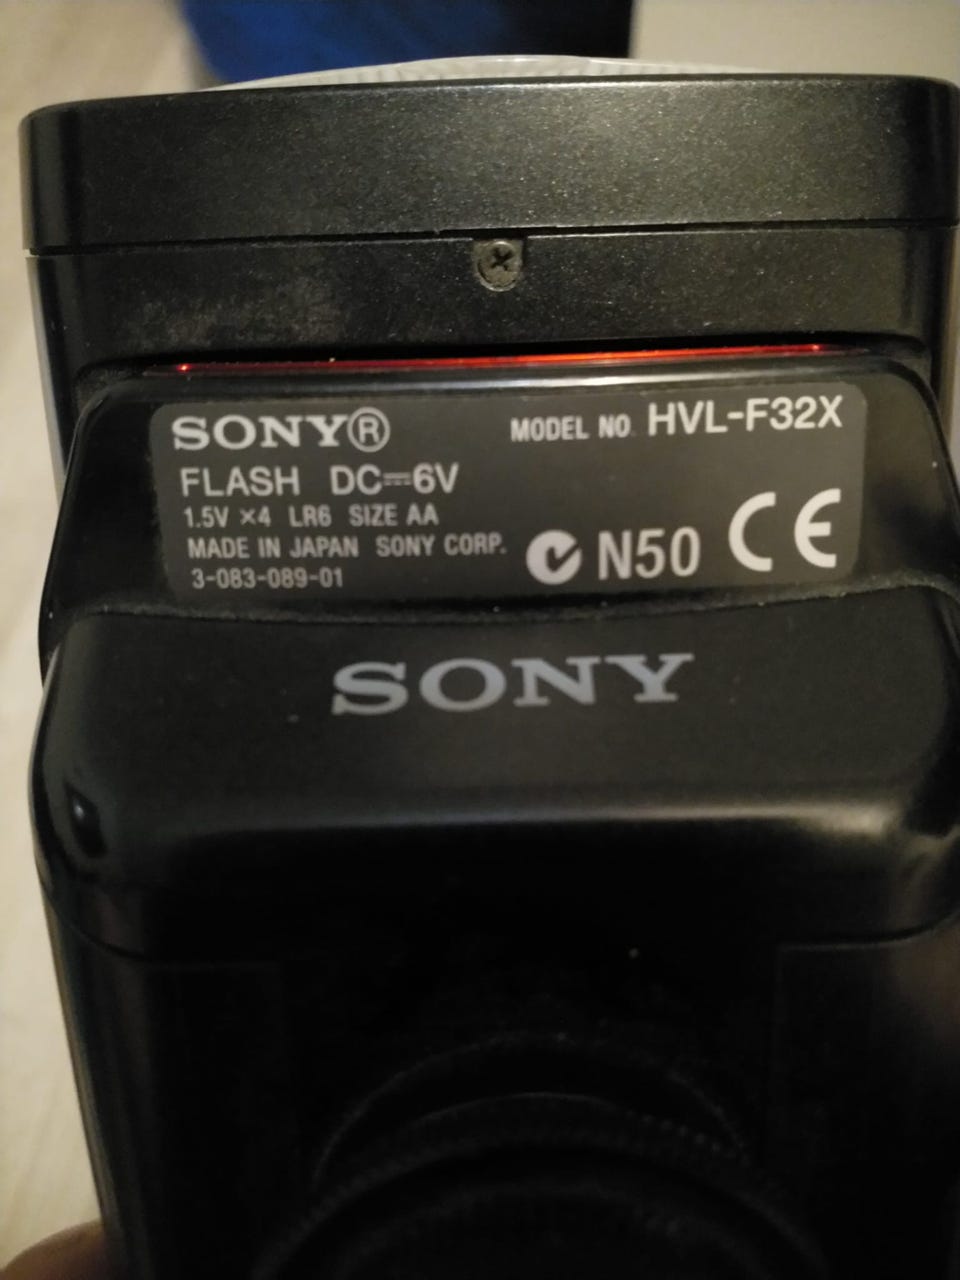 SONY®
MODEL NO. HVL-F32X
FLASH DC⎓6V
1.5V ×4 LR6 SIZE AA
MADE IN JAPAN SONY CORP.
3-083-089-01
N50
CE
SONY